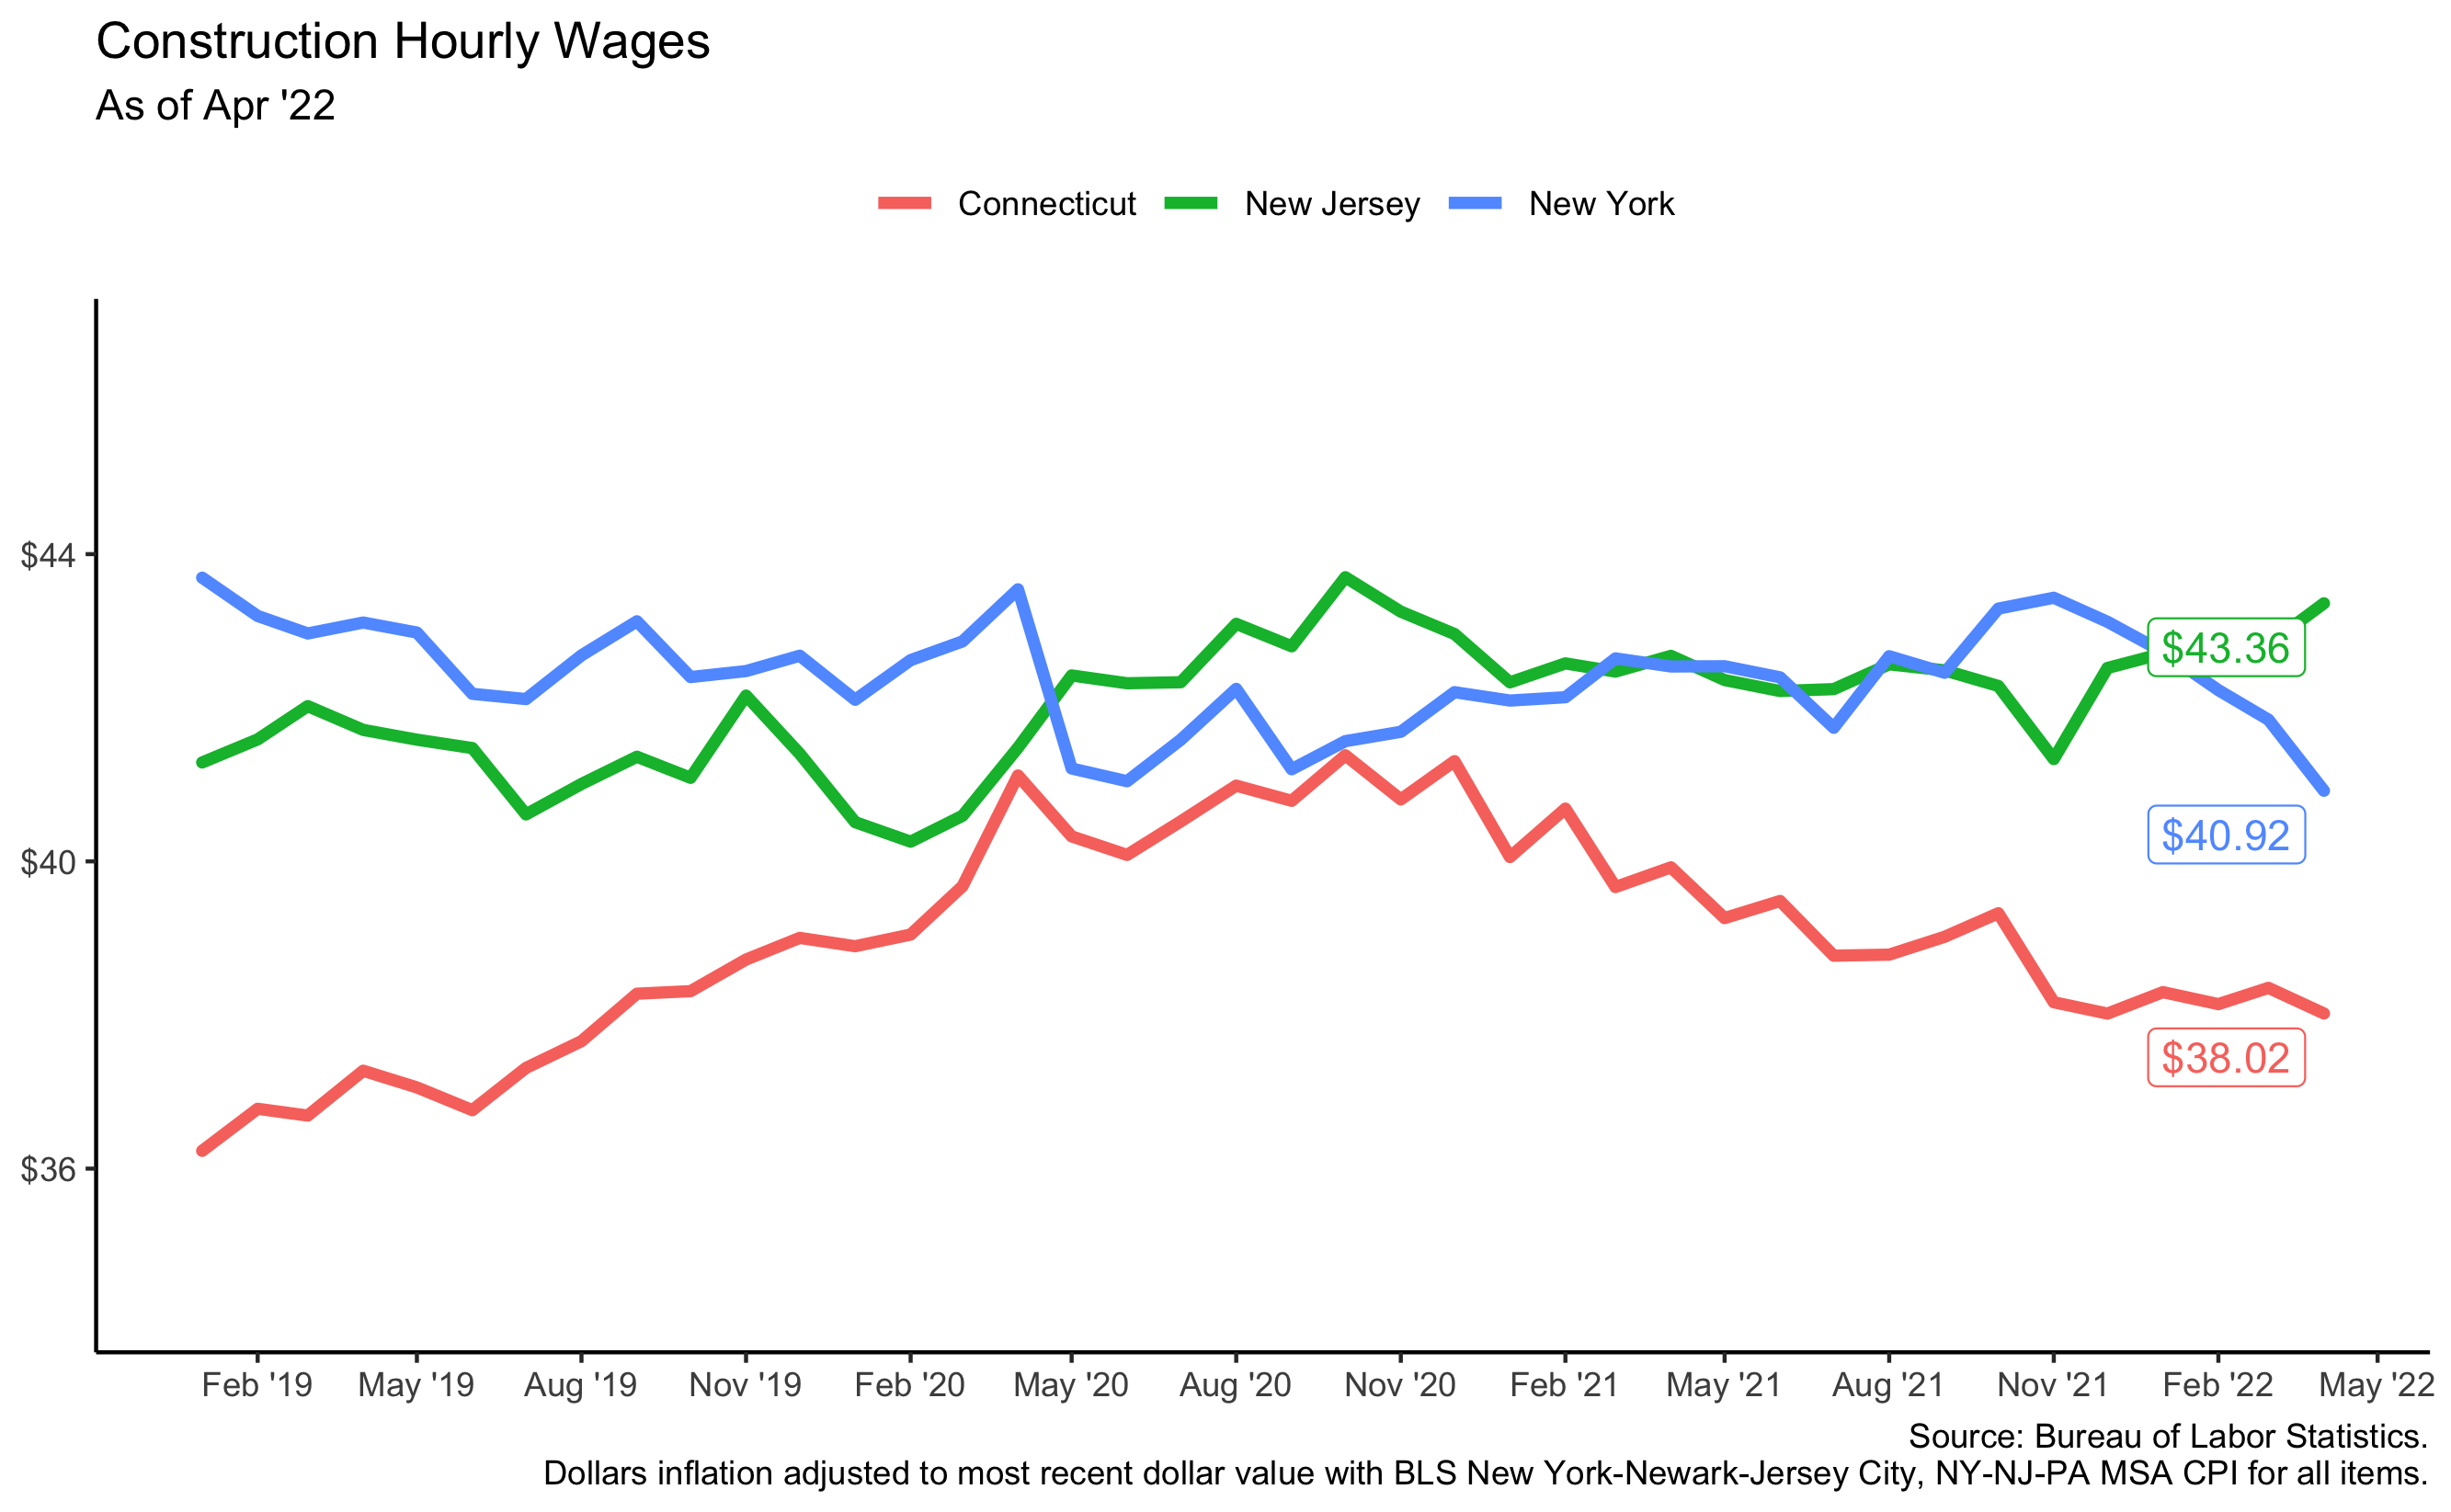 Construction Hourly Wages
As of Apr '22
Connecticut New Jersey New York
$44
$40
$36
$43.36
$40.92
$38.02
Feb '19 May '19 Aug '19 Nov '19 Feb '20 May '20 Aug '20 Nov '20 Feb '21 May '21 Aug '21 Nov '21 Feb '22 May '22
Source: Bureau of Labor Statistics.
Dollars inflation adjusted to most recent dollar value with BLS New York-Newark-Jersey City, NY-NJ-PA MSA CPI for all items.